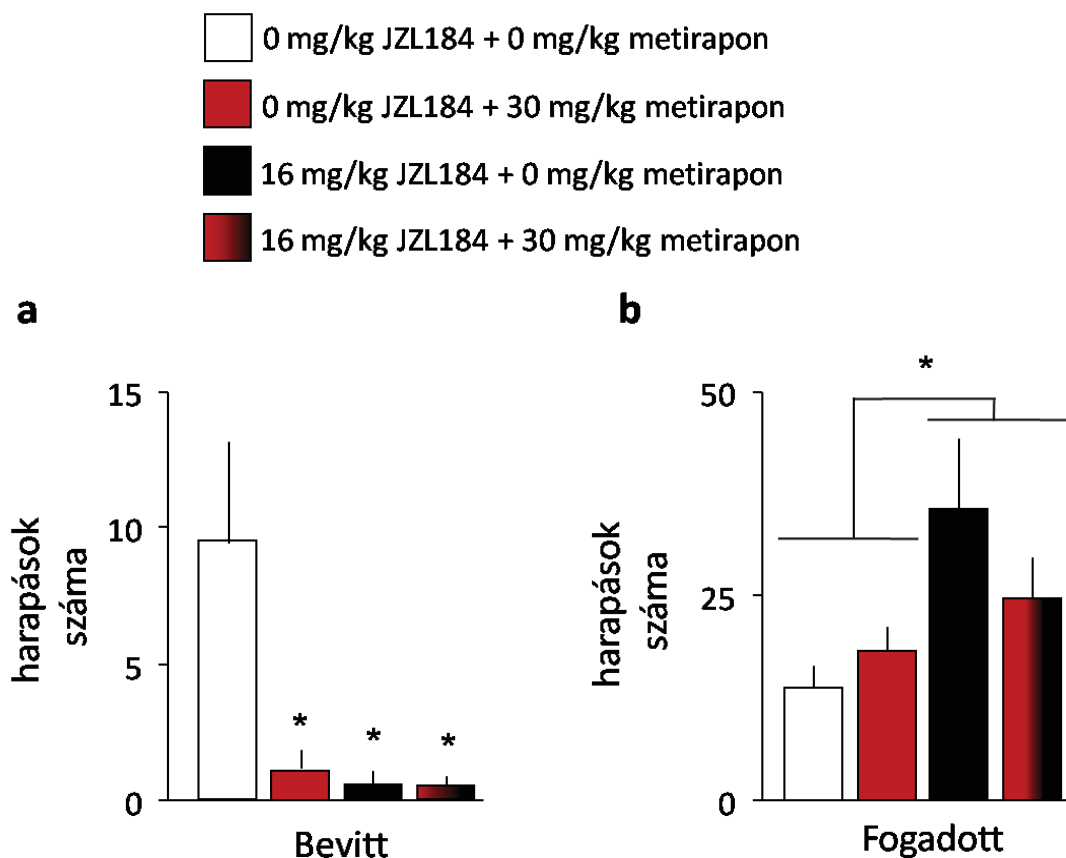 0 mg/kg JZL184 + 0 mg/kg metirapon
0 mg/kg JZL184 + 30 mg/kg metirapon
16 mg/kg JZL184 + 0 mg/kg metirapon
16 mg/kg JZL184 + 30 mg/kg metirapon
a
harapások
száma
15
10
5
0
*
*
*
Bevitt
b
harapások
száma
50
25
0
*
Fogadott